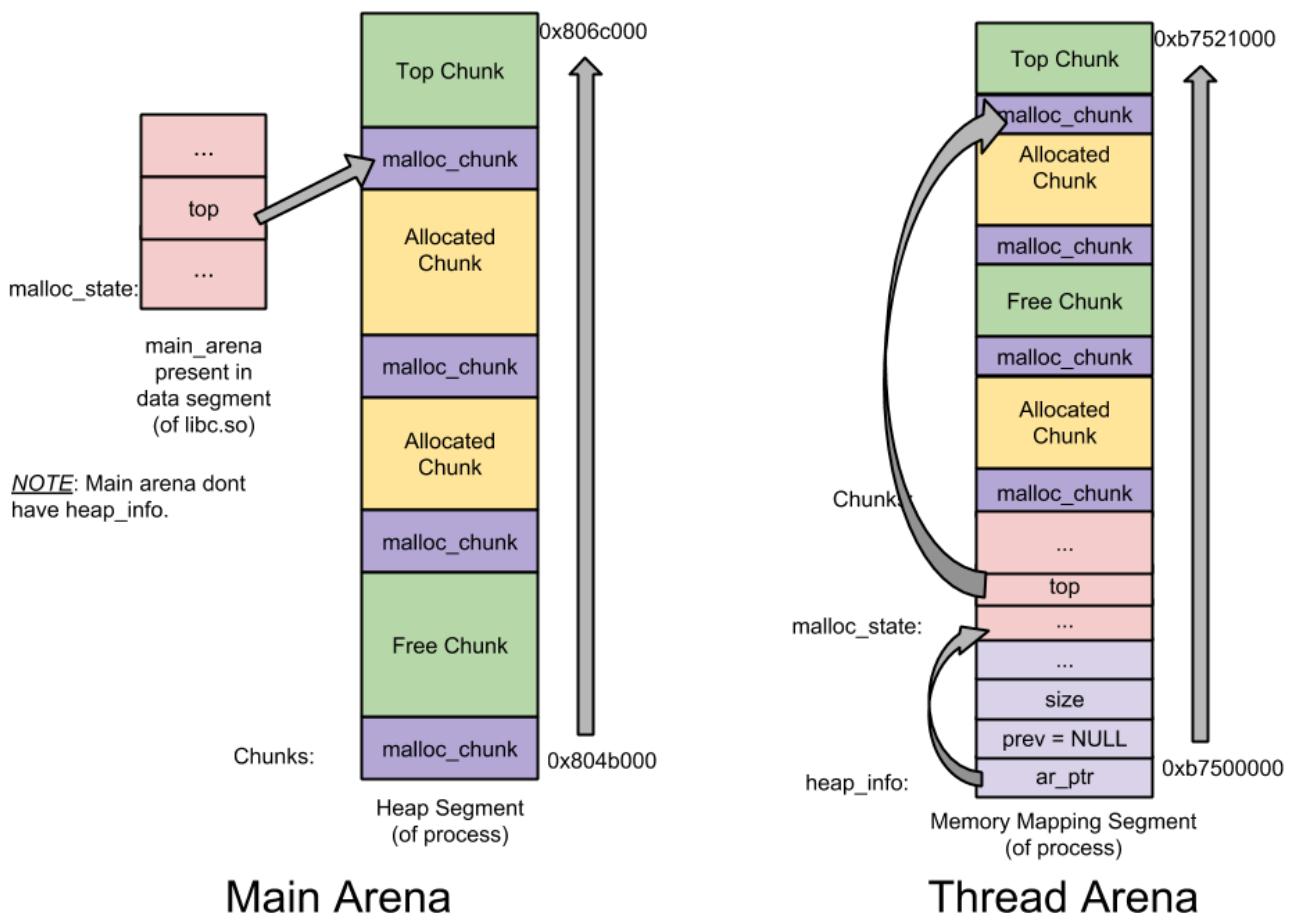 0x806c000
Top Chunk
malloc_chunk
...
top
...
malloc_state:
Allocated
Chunk
main_arena
present in
data segment
(of libc.so)
malloc_chunk
Allocated
Chunk
NOTE: Main arena dont
have heap_info.
malloc_chunk
Free Chunk
Chunks:
malloc_chunk
0x804b000
Heap Segment
(of process)
Main Arena
0xb7521000
Top Chunk
malloc_chunk
Allocated
Chunk
malloc_chunk
Free Chunk
malloc_chunk
Allocated
Chunk
Chunks:
malloc_chunk
...
top
malloc_state:
...
...
size
prev = NULL
heap_info:
ar_ptr
0xb7500000
Memory Mapping Segment
(of process)
Thread Arena